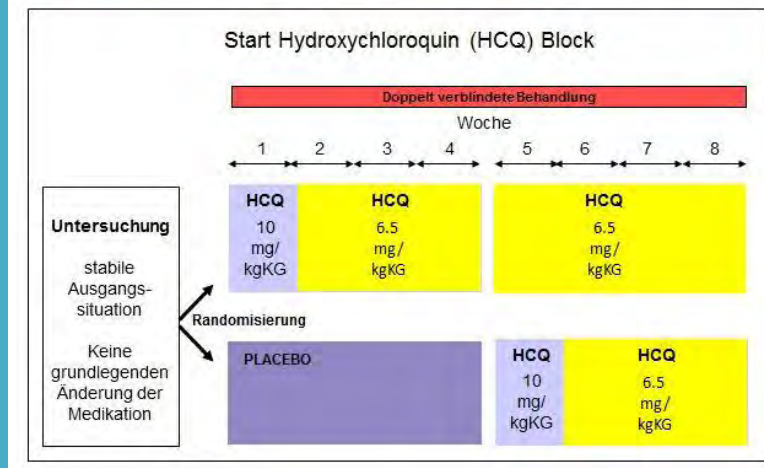 Start Hydroxychloroquin (HCQ) Block
Doppelt verblindete Behandlung
Woche
1 2 3 4 5 6 7 8
Untersuchung
stabile
Ausgangs-
situation
Keine
grundlegenden
Änderung der
Medikation
Randomisierung
HCQ
10
mg/
kgKG
HCQ
6.5
mg/
kgKG
HCQ
6.5
mg/
kgKG
PLACEBO
HCQ
10
mg/
kgKG
HCQ
6.5
mg/
kgKG